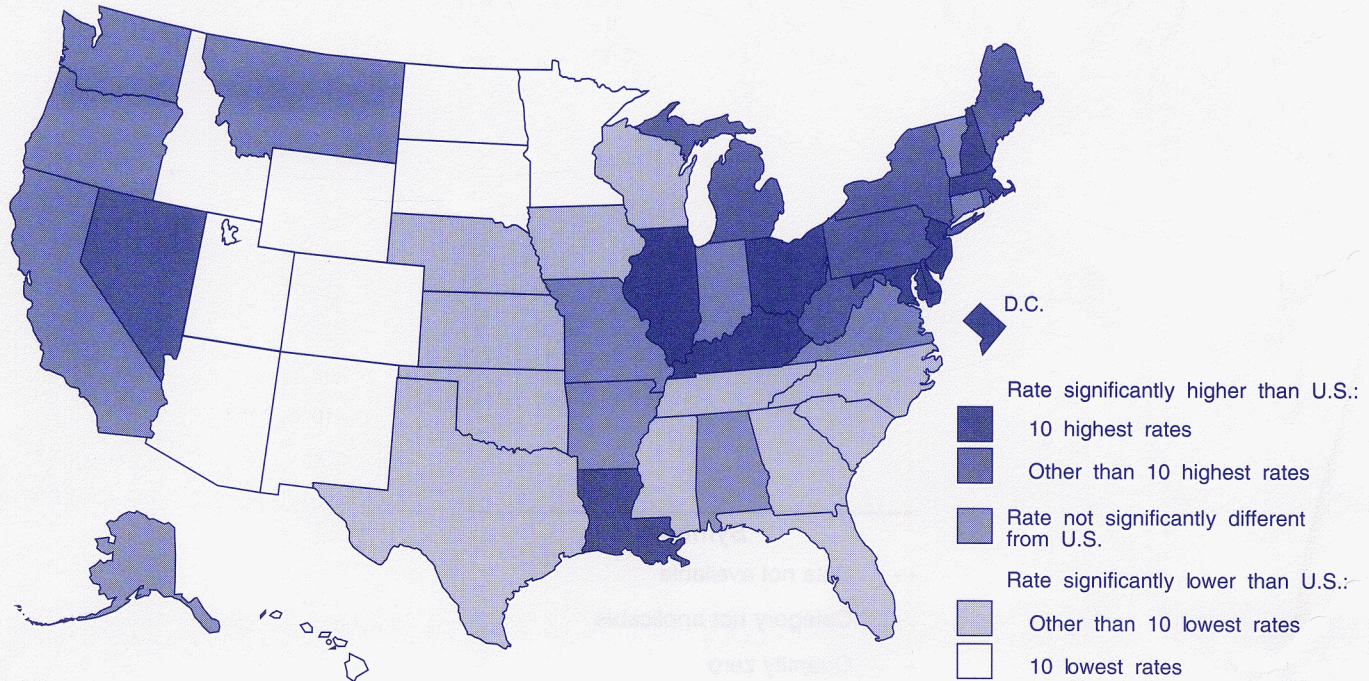 D.C.
Rate significantly higher than U.S.:
10 highest rates
Other than 10 highest rates
Rate not significantly different
from U.S.
Rate significantly lower than U.S.:
Other than 10 lowest rates
10 lowest rates